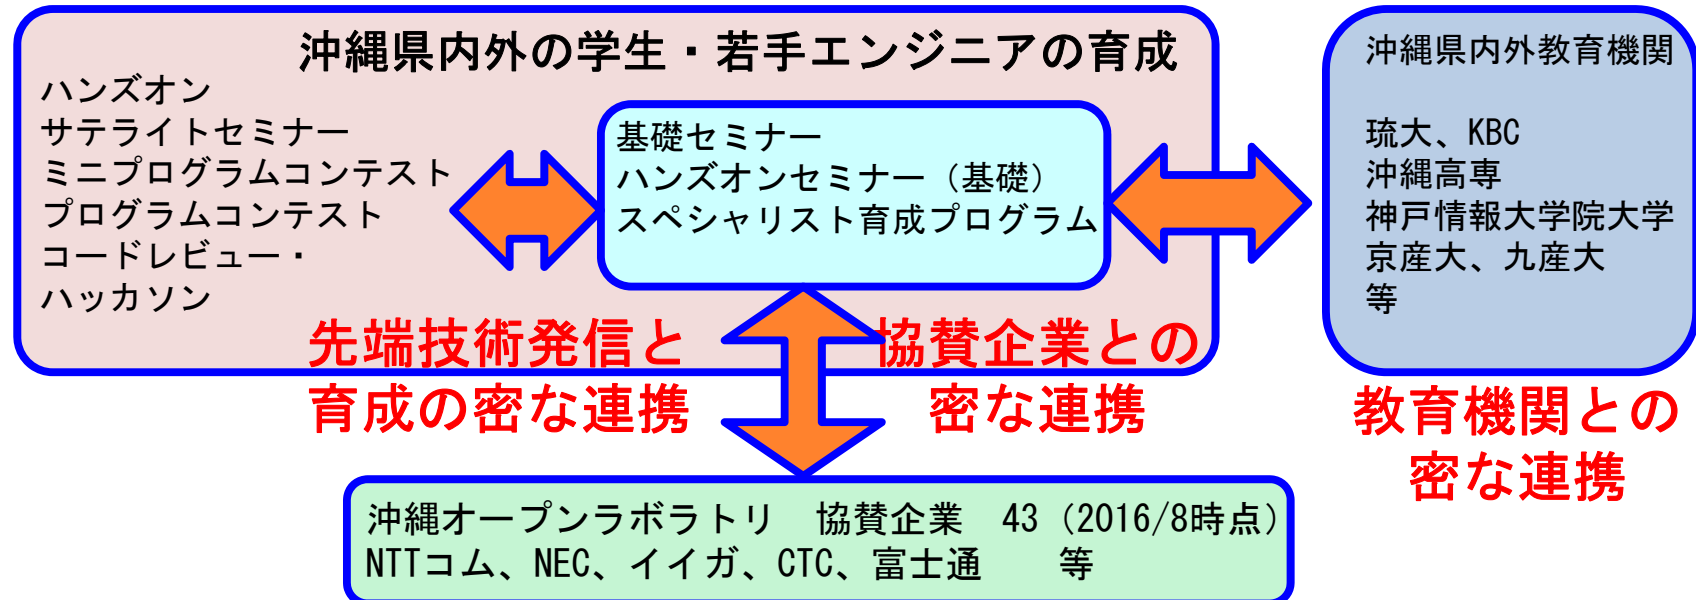 沖縄県内外の学生・若手エンジニアの育成
ハンズオン
サテライトセミナー
ミニプログラムコンテスト
プログラムコンテスト
コードレビュー・
ハッカソン
基礎セミナー
ハンズオンセミナー（基礎）
スペシャリスト育成プログラム
沖縄県内外教育機関
琉大、KBC
沖縄高専
神戸情報大学院大学
京産大、九産大
等
先端技術発信と
育成の密な連携
協賛企業との
密な連携
教育機関との
密な連携
沖縄オープンラボラトリ　協賛企業　43（2016/8時点）
NTTコム、NEC、イイガ、CTC、富士通　　等